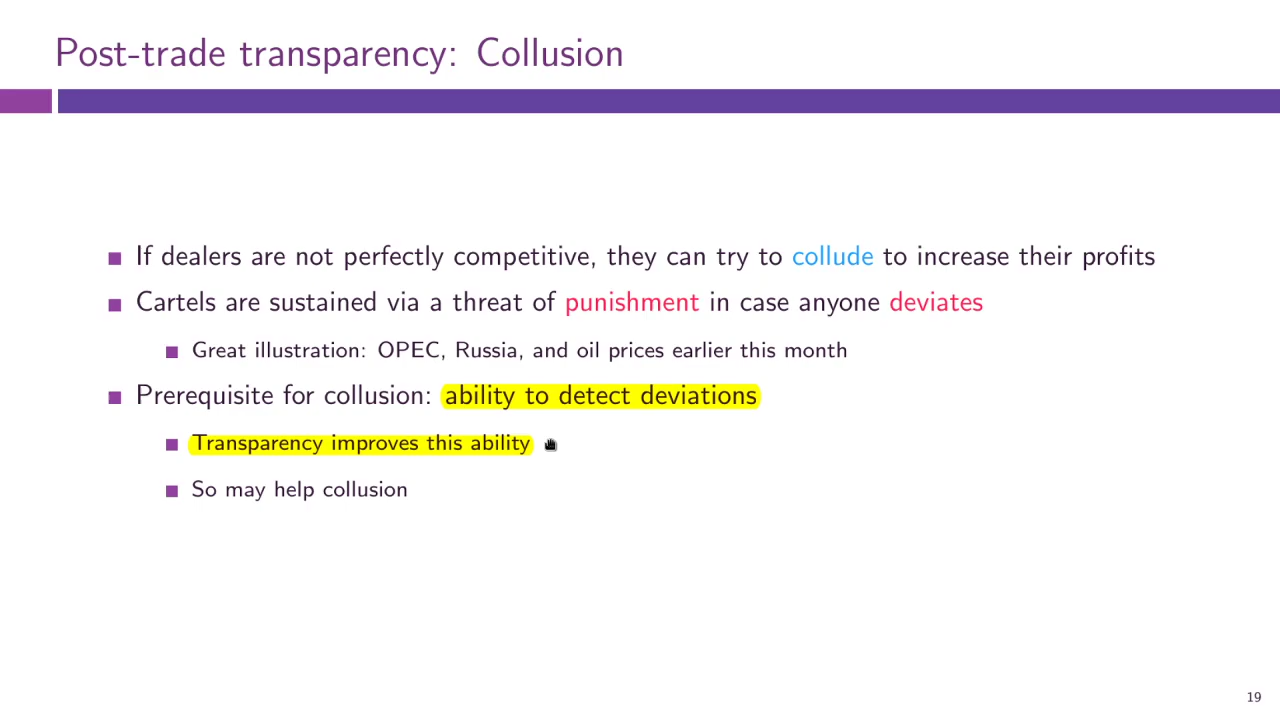 Post-trade transparency: Collusion
If dealers are not perfectly competitive, they can try to collude to increase their profits
Cartels are sustained via a threat of punishment in case anyone deviates
Great illustration: OPEC, Russia, and oil prices earlier this month
Prerequisite for collusion: ability to detect deviations
Transparency improves this ability
So may help collusion
19